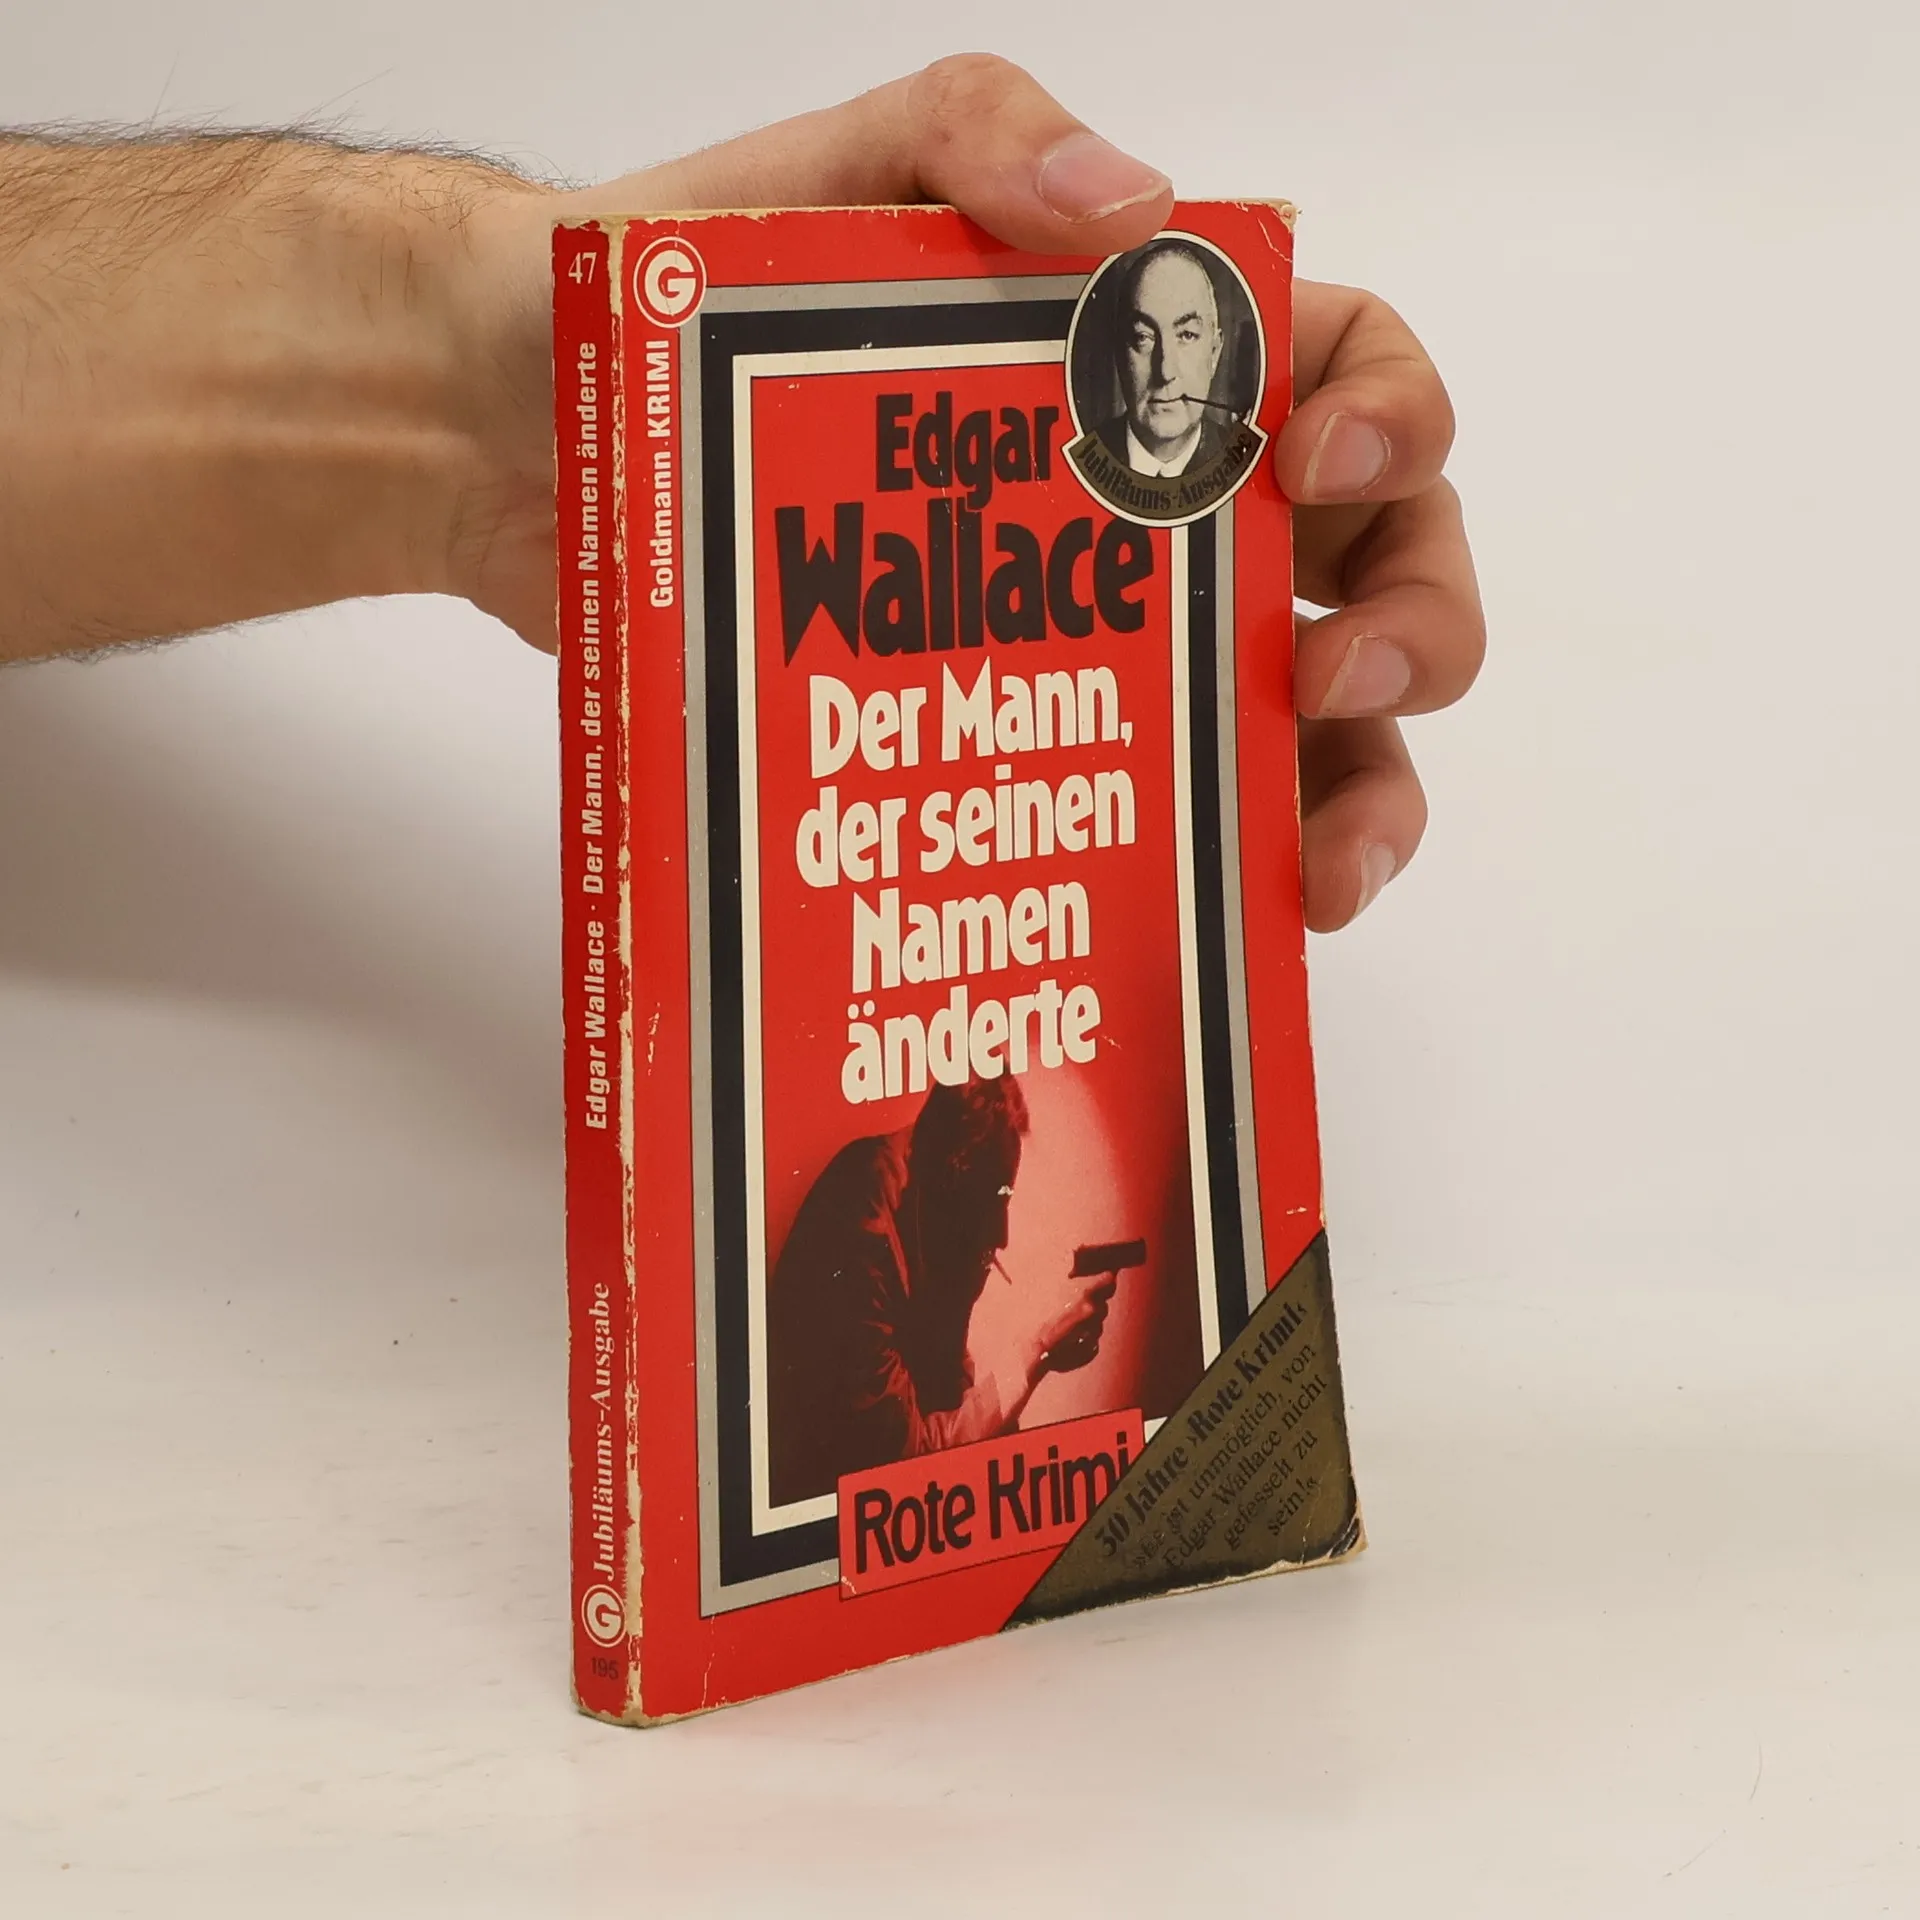 47
Edgar Wallace · Der Mann, der seinen Namen änderte
Jubiläums-Ausgabe
G
195
G
Goldmann · KRIMI
Edgar
Wallace
Jubiläums-Ausgabe
Der Mann,
der seinen
Namen
änderte
Rote Krimi
30 Jahre ›Rote Krimi‹
»Es ist unmöglich, von
Edgar Wallace nicht
gefesselt zu
sein!«